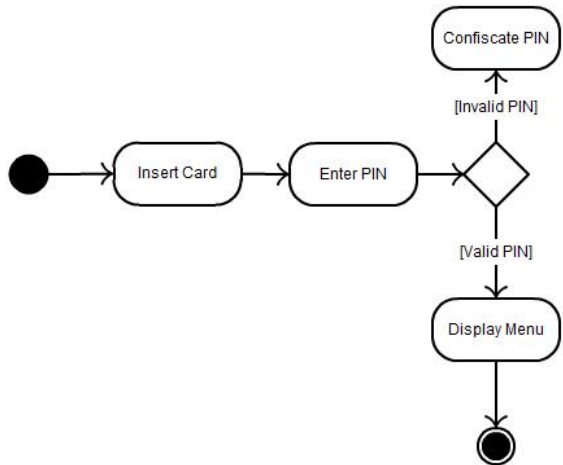 Confiscate PIN
[Invalid PIN]
Insert Card
Enter PIN
[Valid PIN]
Display Menu